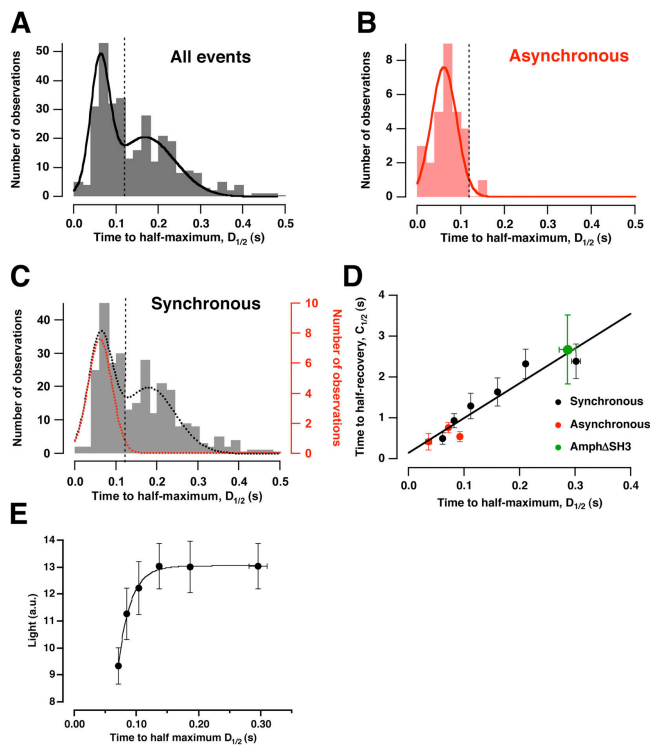 A
All events
Number of observations
50
40
30
20
10
0
0.0 0.1 0.2 0.3 0.4 0.5
Time to half-maximum, D1/2 (s)
B
Asynchronous
Number of observations
8
6
4
2
0
0.0 0.1 0.2 0.3 0.4 0.5
Time to half-maximum, D1/2 (s)
C
Synchronous
Number of observations
40
30
20
10
0
10
8
6
4
2
0
Number of observations
0.0 0.1 0.2 0.3 0.4 0.5
Time to half-maximum, D1/2 (s)
D
Time to half-recovery, C1/2 (s)
4
3
2
1
0
Synchronous
Asynchronous
AmphΔSH3
0.0 0.1 0.2 0.3 0.4
Time to half-maximum, D1/2 (s)
E
Light (a.u.)
14
13
12
11
10
9
8
0.00 0.10 0.20 0.30
Time to half maximum D1/2 (s)